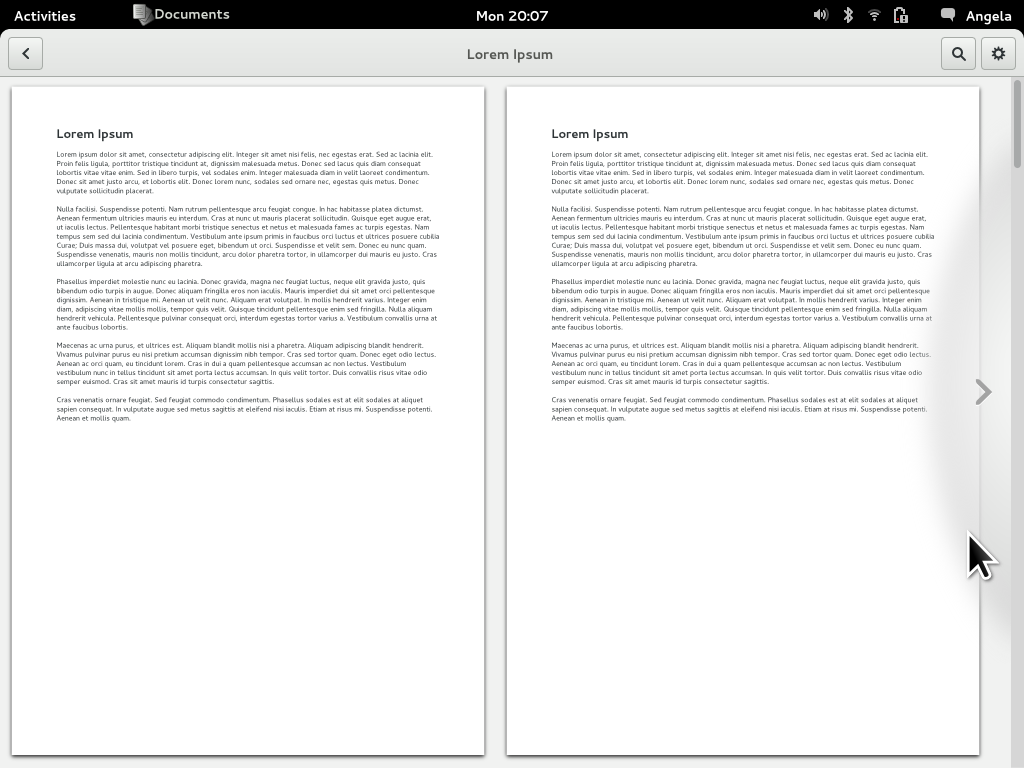 Activities
Documents
Mon 20:07
Angela
Lorem Ipsum
Lorem Ipsum
Lorem ipsum dolor sit amet, consectetur adipiscing elit. Integer sit amet nisi felis, nec egestas erat. Sed ac lacinia elit.
Proin felis ligula, porttitor tristique tincidunt at, dignissim malesuada metus. Donec sed lacus quis diam consequat
lobortis vitae vitae enim. Sed in libero turpis, vel sodales enim. Integer malesuada diam in velit laoreet condimentum.
Donec sit amet justo arcu, et lobortis elit. Donec lorem nunc, sodales sed ornare nec, egestas quis metus. Donec
vulputate sollicitudin placerat.
Nulla facilisi. Suspendisse potenti. Nam rutrum pellentesque arcu feugiat congue. In hac habitasse platea dictumst.
Aenean fermentum ultricies mauris eu interdum. Cras at nunc ut mauris placerat sollicitudin. Quisque eget augue erat,
ut iaculis lectus. Pellentesque habitant morbi tristique senectus et netus et malesuada fames ac turpis egestas. Nam
tempus sem sed dui lacinia condimentum. Vestibulum ante ipsum primis in faucibus orci luctus et ultrices posuere cubilia
Curae; Duis massa dui, volutpat vel posuere eget, bibendum ut orci. Suspendisse et velit sem. Donec eu nunc quam.
Suspendisse venenatis, mauris non mollis tincidunt, arcu dolor pharetra tortor, in ullamcorper dui mauris eu justo. Cras
ullamcorper ligula at arcu adipiscing pharetra.
Phasellus imperdiet molestie nunc eu lacinia. Donec gravida, magna nec feugiat luctus, neque elit gravida justo, quis
bibendum odio turpis in augue. Donec aliquam fringilla eros non iaculis. Mauris imperdiet dui sit amet orci pellentesque
dignissim. Aenean in tristique mi. Aenean ut velit nunc. Aliquam erat volutpat. In mollis hendrerit varius. Integer enim
diam, adipiscing vitae mollis mollis, tempor quis velit. Quisque tincidunt pellentesque enim sed fringilla. Nulla aliquam
hendrerit vehicula. Pellentesque pulvinar consequat orci, interdum egestas tortor varius a. Vestibulum convallis urna at
ante faucibus lobortis.
Maecenas ac urna purus, et ultrices est. Aliquam blandit mollis nisi a pharetra. Aliquam adipiscing blandit hendrerit.
Vivamus pulvinar purus eu nisi pretium accumsan dignissim nibh tempor. Cras sed tortor quam. Donec eget odio lectus.
Aenean ac orci quam, eu tincidunt lorem. Cras in dui a quam pellentesque accumsan ac non lectus. Vestibulum
vestibulum nunc in tellus tincidunt sit amet porta lectus accumsan. In quis velit tortor. Duis convallis risus vitae odio
semper euismod. Cras sit amet mauris id turpis consectetur sagittis.
Cras venenatis ornare feugiat. Sed feugiat commodo condimentum. Phasellus sodales est at elit sodales at aliquet
sapien consequat. In vulputate augue sed metus sagittis at eleifend nisi iaculis. Etiam at risus mi. Suspendisse potenti.
Aenean et mollis quam.
Lorem Ipsum
Lorem ipsum dolor sit amet, consectetur adipiscing elit. Integer sit amet nisi felis, nec egestas erat. Sed ac lacinia elit.
Proin felis ligula, porttitor tristique tincidunt at, dignissim malesuada metus. Donec sed lacus quis diam consequat
lobortis vitae vitae enim. Sed in libero turpis, vel sodales enim. Integer malesuada diam in velit laoreet condimentum.
Donec sit amet justo arcu, et lobortis elit. Donec lorem nunc, sodales sed ornare nec, egestas quis metus. Donec
vulputate sollicitudin placerat.
Nulla facilisi. Suspendisse potenti. Nam rutrum pellentesque arcu feugiat congue. In hac habitasse platea dictumst.
Aenean fermentum ultricies mauris eu interdum. Cras at nunc ut mauris placerat sollicitudin. Quisque eget augue erat,
ut iaculis lectus. Pellentesque habitant morbi tristique senectus et netus et malesuada fames ac turpis egestas. Nam
tempus sem sed dui lacinia condimentum. Vestibulum ante ipsum primis in faucibus orci luctus et ultrices posuere cubilia
Curae; Duis massa dui, volutpat vel posuere eget, bibendum ut orci. Suspendisse et velit sem. Donec eu nunc quam.
Suspendisse venenatis, mauris non mollis tincidunt, arcu dolor pharetra tortor, in ullamcorper dui mauris eu justo. Cras
ullamcorper ligula at arcu adipiscing pharetra.
Phasellus imperdiet molestie nunc eu lacinia. Donec gravida, magna nec feugiat luctus, neque elit gravida justo, quis
bibendum odio turpis in augue. Donec aliquam fringilla eros non iaculis. Mauris imperdiet dui sit amet orci pellentesque
dignissim. Aenean in tristique mi. Aenean ut velit nunc. Aliquam erat volutpat. In mollis hendrerit varius. Integer enim
diam, adipiscing vitae mollis mollis, tempor quis velit. Quisque tincidunt pellentesque enim sed fringilla. Nulla aliquam
hendrerit vehicula. Pellentesque pulvinar consequat orci, interdum egestas tortor varius a. Vestibulum convallis urna at
ante faucibus lobortis.
Maecenas ac urna purus, et ultrices est. Aliquam blandit mollis nisi a pharetra. Aliquam adipiscing blandit hendrerit.
Vivamus pulvinar purus eu nisi pretium accumsan dignissim nibh tempor. Cras sed tortor quam. Donec eget odio lectus.
Aenean ac orci quam, eu tincidunt lorem. Cras in dui a quam pellentesque accumsan ac non lectus. Vestibulum
vestibulum nunc in tellus tincidunt sit amet porta lectus accumsan. In quis velit tortor. Duis convallis risus vitae odio
semper euismod. Cras sit amet mauris id turpis consectetur sagittis.
Cras venenatis ornare feugiat. Sed feugiat commodo condimentum. Phasellus sodales est at elit sodales at aliquet
sapien consequat. In vulputate augue sed metus sagittis at eleifend nisi iaculis. Etiam at risus mi. Suspendisse potenti.
Aenean et mollis quam.